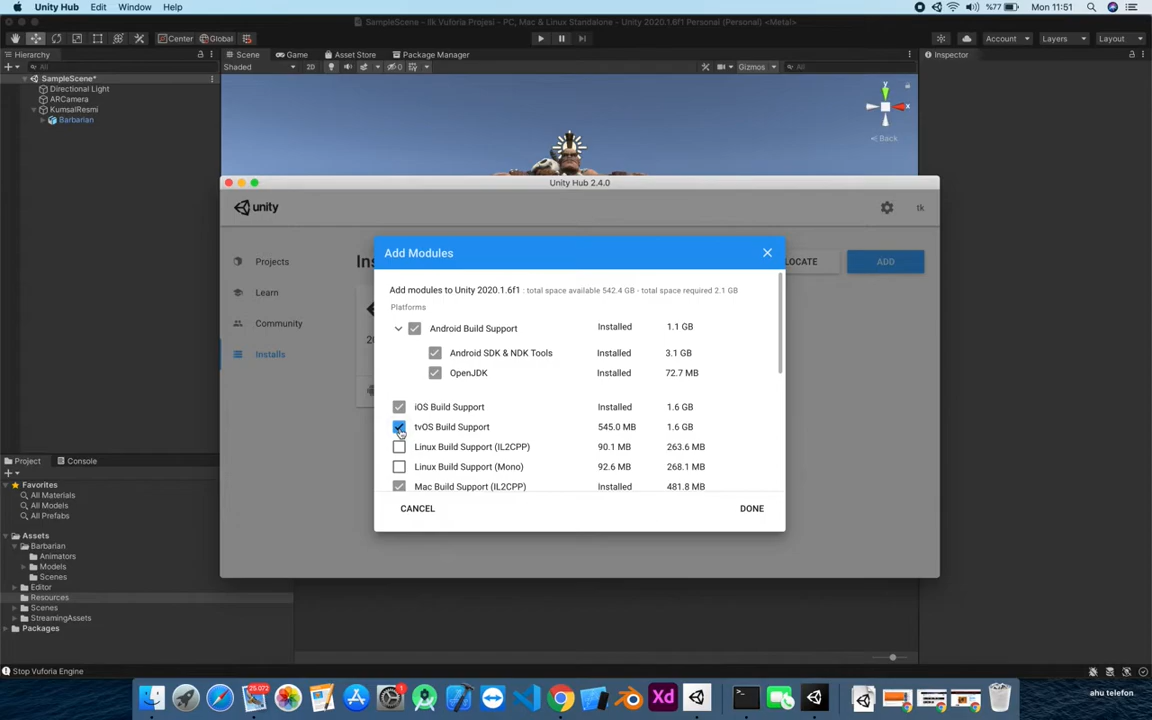 Unity Hub Edit Window Help %77 Mon 11:51
SampleScene - Ilk Vuforia Projesi - PC, Mac & Linux Standalone - Unity 2020.1.6f1 Personal (Personal) <Metal>
Center Global Account Layers Layout
Hierarchy Scene Game Asset Store Package Manager Inspector
All Shaded 2D 0 Gizmos All
SampleScene*
Directional Light
ARCamera
KumsalResmi
Barbarian
y
x
Back
Unity Hub 2.4.0
unity tk
Projects
Learn
Community
Installs
Ins
LOCATE ADD
Add Modules
Add modules to Unity 2020.1.6f1 : total space available 542.4 GB - total space required 2.1 GB
Platforms
Android Build Support Installed 1.1 GB
Android SDK & NDK Tools Installed 3.1 GB
OpenJDK Installed 72.7 MB
iOS Build Support Installed 1.6 GB
tvOS Build Support 545.0 MB 1.6 GB
Linux Build Support (IL2CPP) 90.1 MB 263.6 MB
Linux Build Support (Mono) 92.6 MB 268.1 MB
Mac Build Support (IL2CPP) Installed 481.8 MB
CANCEL DONE
Project Console
Favorites
All Materials
All Models
All Prefabs
Assets
Barbarian
Animators
Models
Scenes
Editor
Resources
Scenes
StreamingAssets
Packages
Stop Vuforia Engine
25.072
1
Xd
ahu telefon